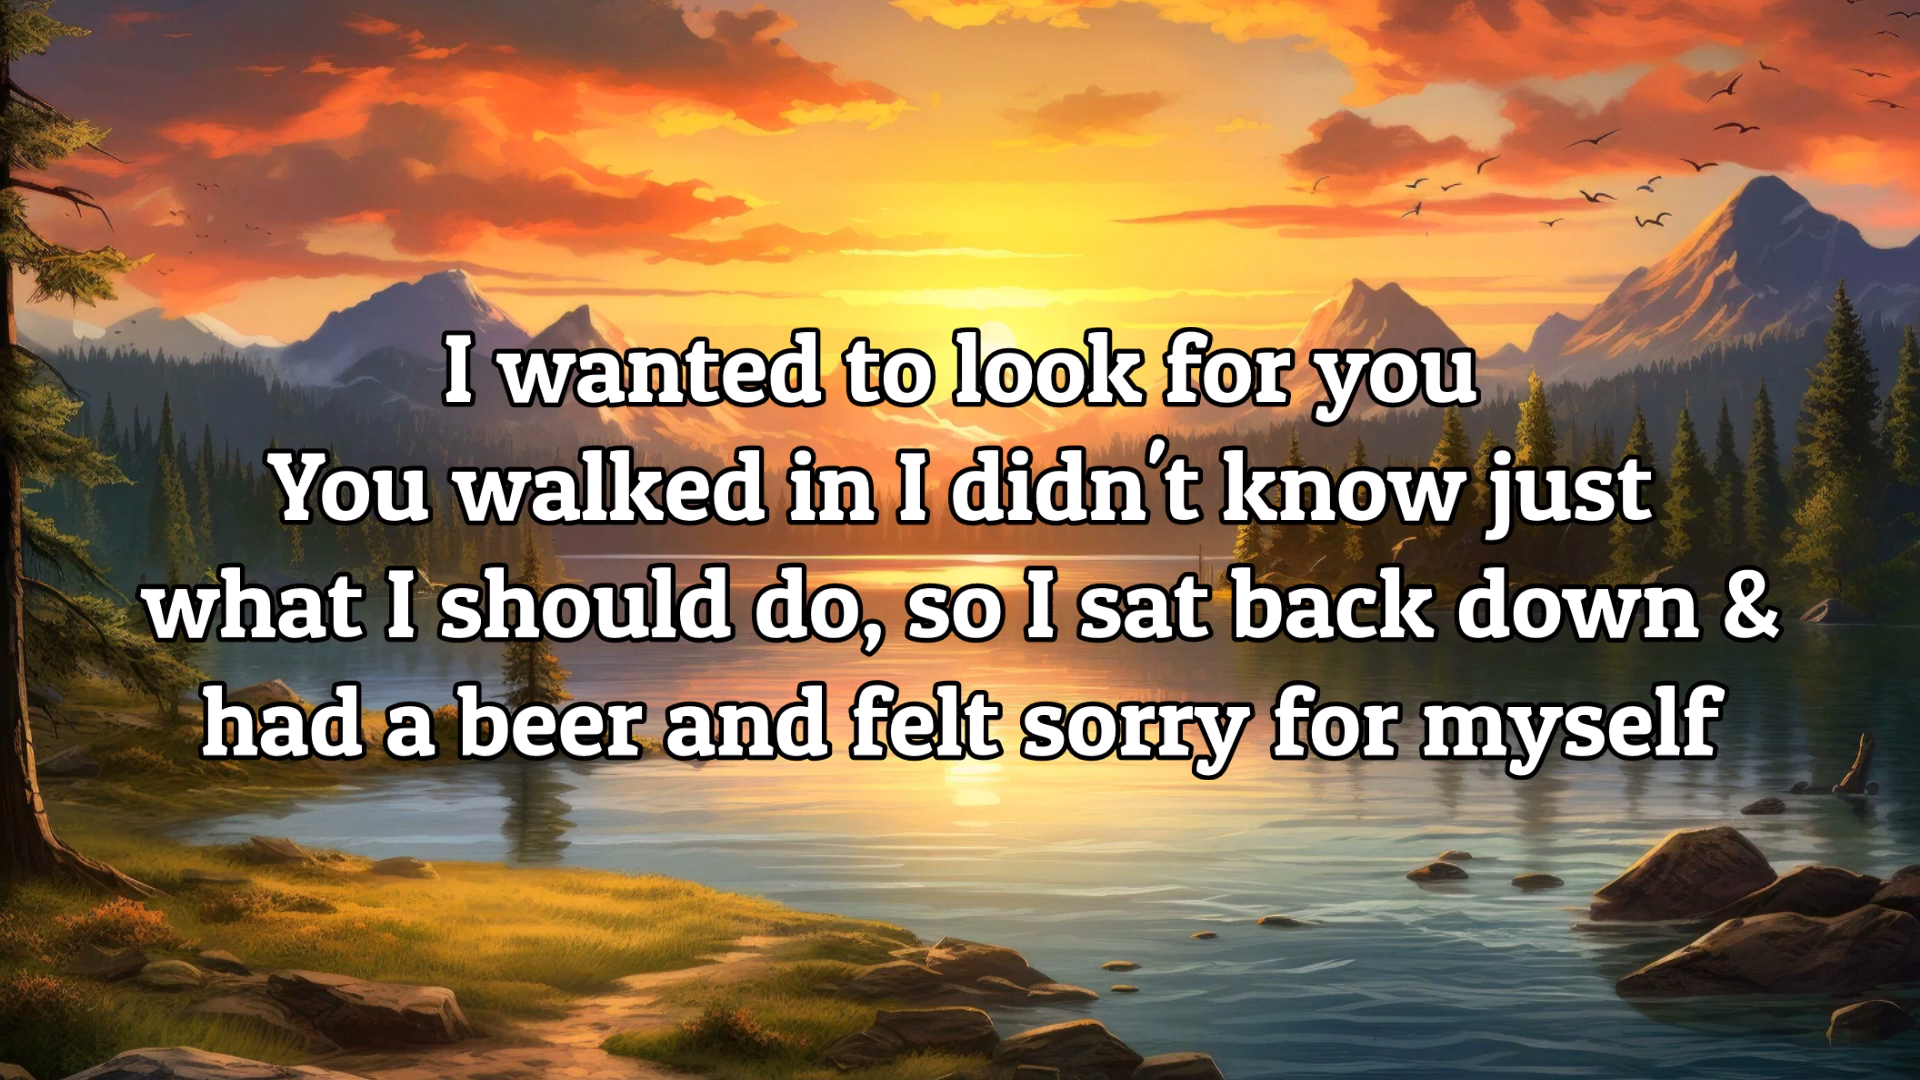 I wanted to look for you
You walked in I didn't know just
what I should do, so I sat back down &
had a beer and felt sorry for myself